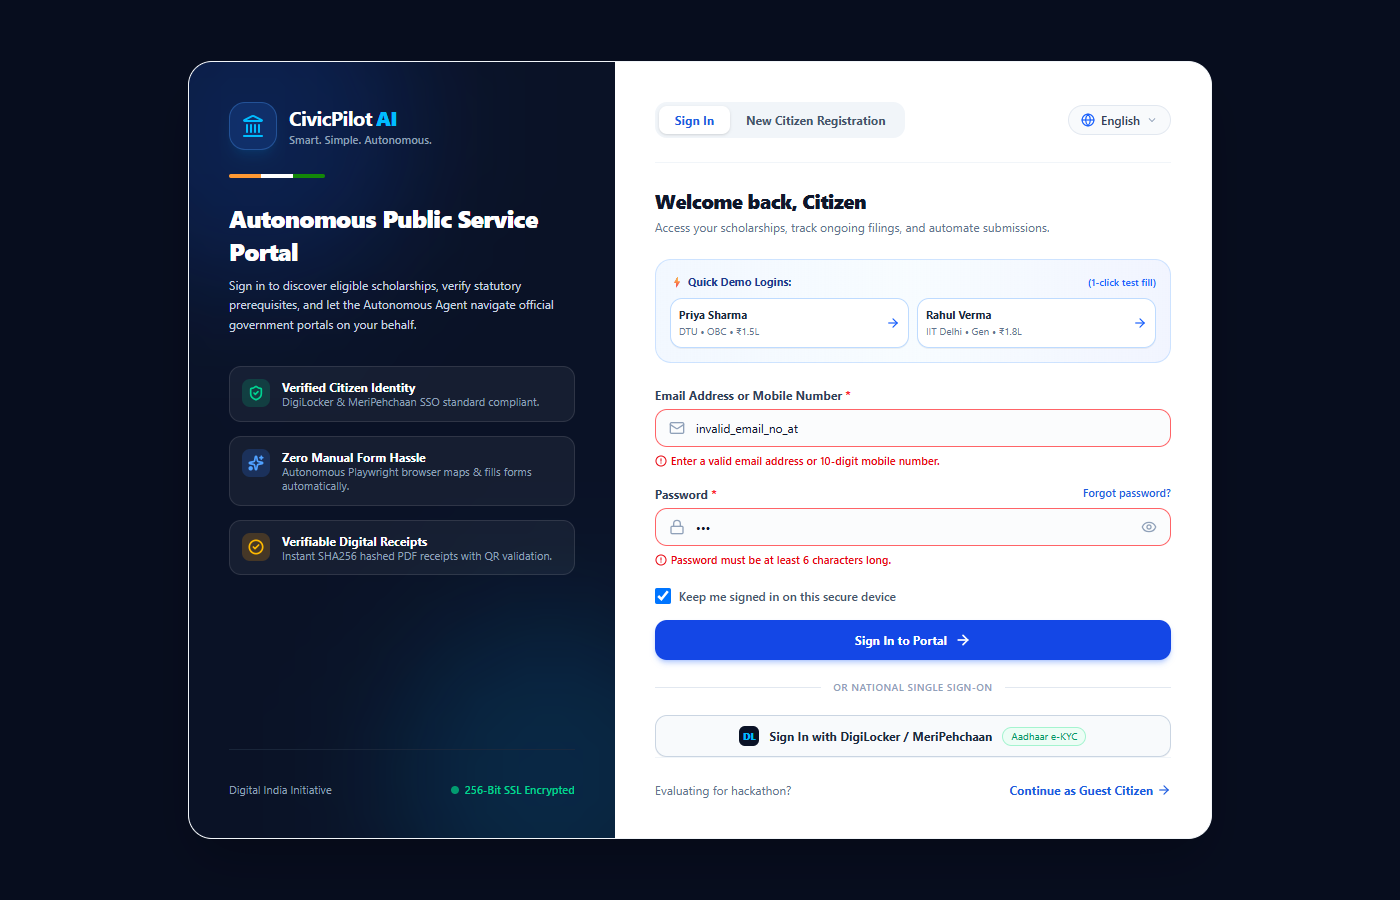 CivicPilot AI
Smart. Simple. Autonomous.
Autonomous Public Service
Portal
Sign in to discover eligible scholarships, verify statutory
prerequisites, and let the Autonomous Agent navigate official
government portals on your behalf.
Verified Citizen Identity
DigiLocker & MeriPehchaan SSO standard compliant.
Zero Manual Form Hassle
Autonomous Playwright browser maps & fills forms
automatically.
Verifiable Digital Receipts
Instant SHA256 hashed PDF receipts with QR validation.
Digital India Initiative
256-Bit SSL Encrypted
Sign In
New Citizen Registration
English
Welcome back, Citizen
Access your scholarships, track ongoing filings, and automate submissions.
Quick Demo Logins:
(1-click test fill)
Priya Sharma
DTU • OBC • ₹1.5L
Rahul Verma
IIT Delhi • Gen • ₹1.8L
Email Address or Mobile Number *
invalid_email_no_at
Enter a valid email address or 10-digit mobile number.
Password *
Forgot password?
•••
Password must be at least 6 characters long.
Keep me signed in on this secure device
Sign In to Portal
OR NATIONAL SINGLE SIGN-ON
DL
Sign In with DigiLocker / MeriPehchaan
Aadhaar e-KYC
Evaluating for hackathon?
Continue as Guest Citizen